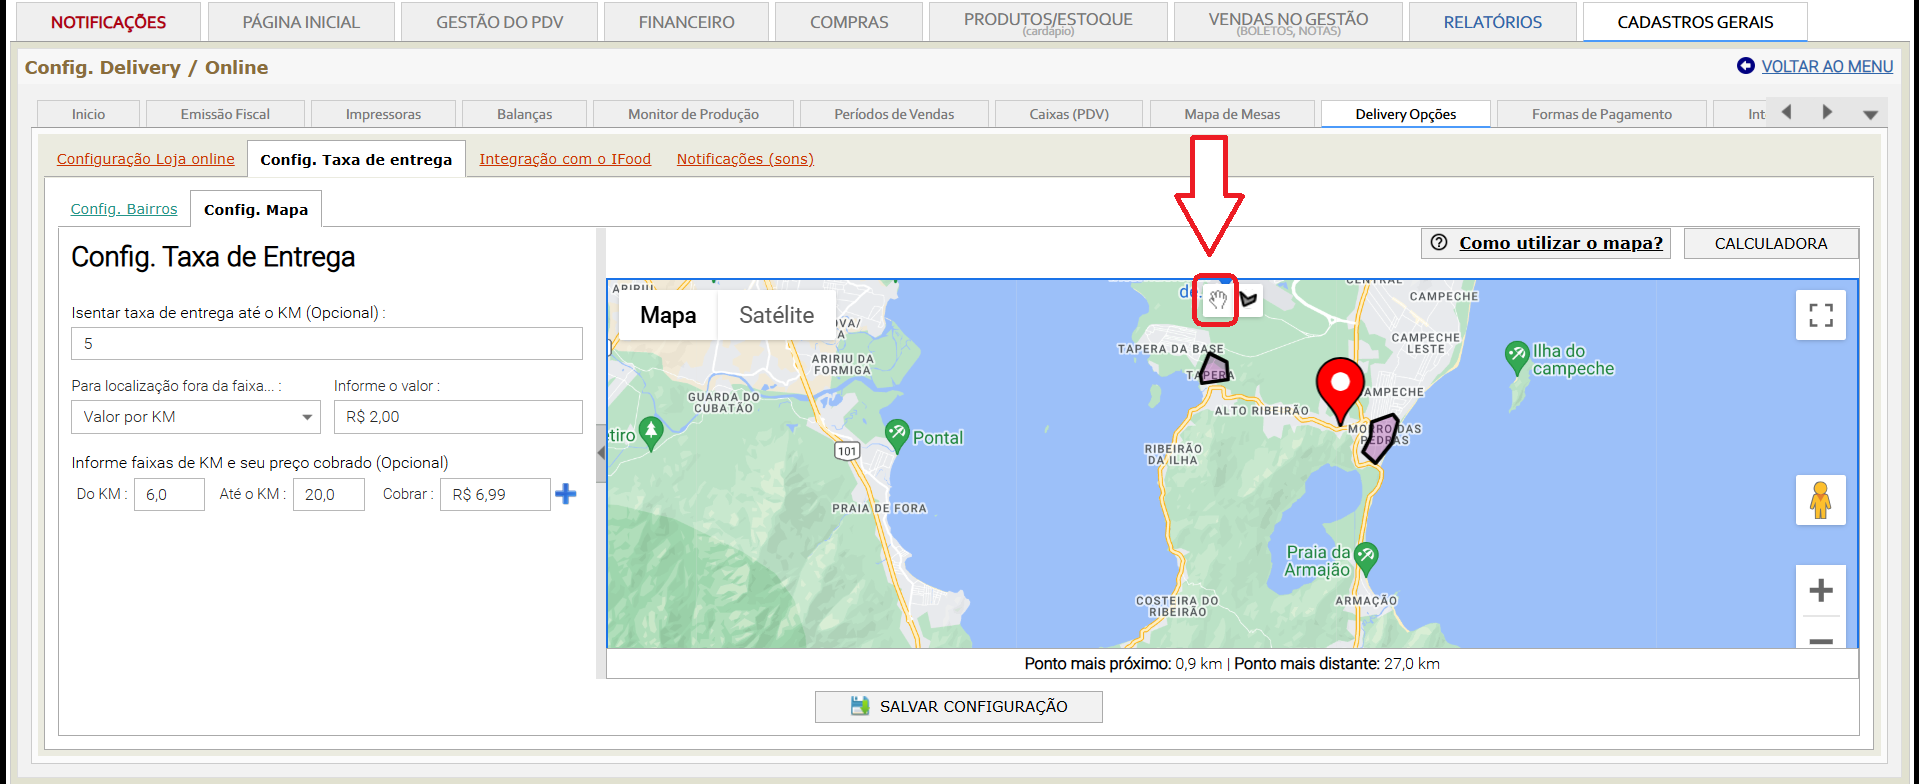 NOTIFICAÇÕES
PÁGINA INICIAL
GESTÃO DO PDV
FINANCEIRO
COMPRAS
PRODUTOS/ESTOQUE
(cardápio)
VENDAS NO GESTÃO
(BOLETOS, NOTAS)
RELATÓRIOS
CADASTROS GERAIS
Config. Delivery / Online
VOLTAR AO MENU
Inicio
Emissão Fiscal
Impressoras
Balanças
Monitor de Produção
Períodos de Vendas
Caixas (PDV)
Mapa de Mesas
Delivery Opções
Formas de Pagamento
Int
Configuração Loja online
Config. Taxa de entrega
Integração com o IFood
Notificações (sons)
Config. Bairros
Config. Mapa
Config. Taxa de Entrega
Como utilizar o mapa?
CALCULADORA
Isentar taxa de entrega até o KM (Opcional) :
5
Para localização fora da faixa... :
Informe o valor :
Valor por KM
R$ 2,00
Informe faixas de KM e seu preço cobrado (Opcional)
Do KM :
6,0
Até o KM :
20,0
Cobrar :
R$ 6,99
Mapa
Satélite
ARIRIU
OVA/
A
ARIRIU DA
FORMIGA
GUARDA DO
CUBATÃO
etiro
101
Pontal
PRAIA DE FORA
de
CENTRAL
CAMPECHE
CAMPECHE
LESTE
TAPERA DA BASE
TAPERA
Ilha do
campeche
CAMPECHE
ALTO RIBEIRÃO
MORRO DAS
PEDRAS
RIBEIRÃO
DA ILHA
Praia da
Armação
COSTEIRA DO
RIBEIRÃO
ARMAÇÃO
Ponto mais próximo: 0,9 km | Ponto mais distante: 27,0 km
SALVAR CONFIGURAÇÃO